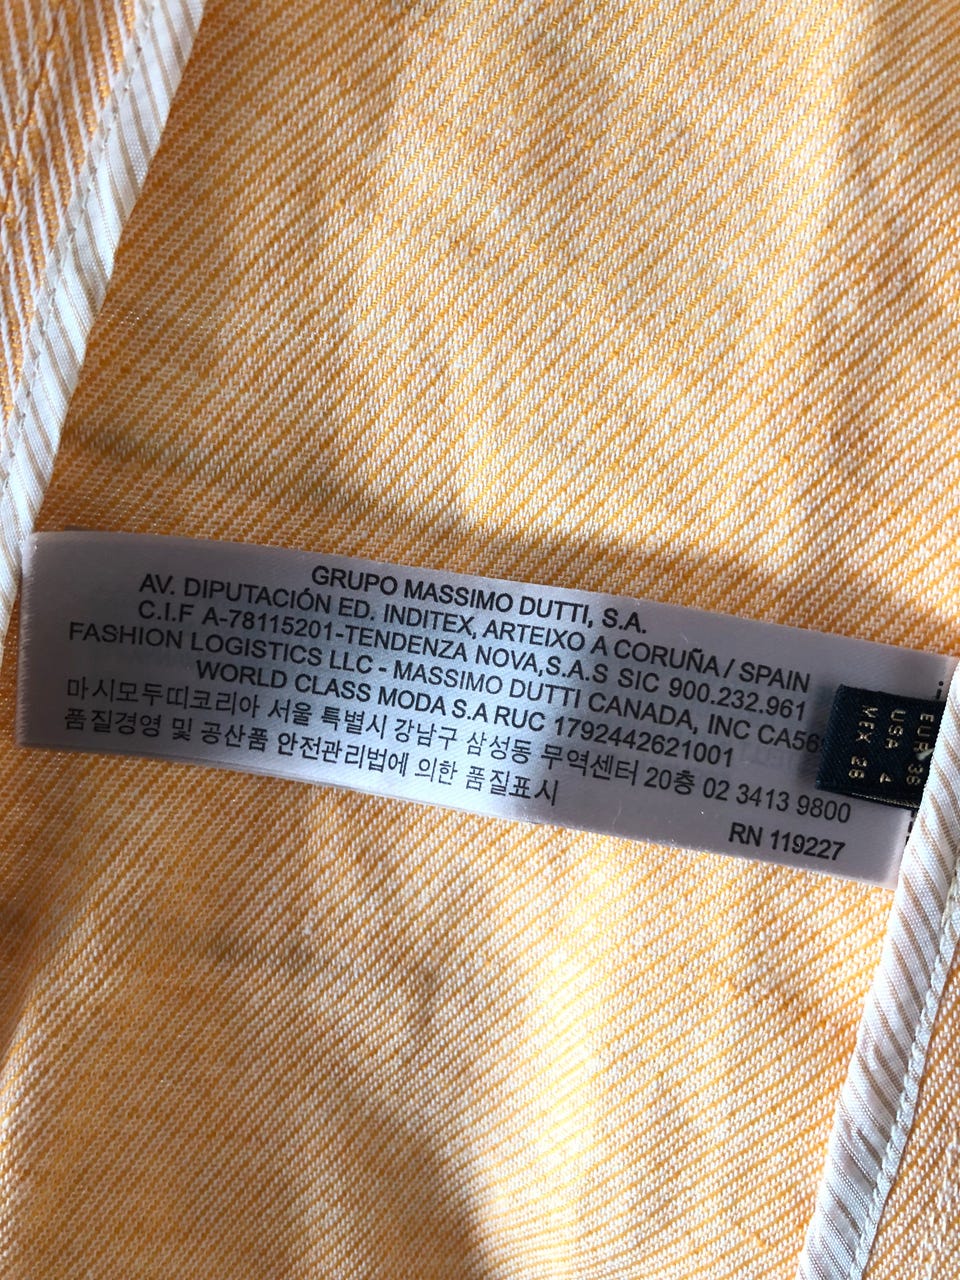 GRUPO MASSIMO DUTTI, S.A.
AV. DIPUTACIÓN ED. INDITEX, ARTEIXO A CORUÑA / SPAIN
C.I.F A-78115201-TENDENZA NOVA,S.A.S SIC 900.232.961
FASHION LOGISTICS LLC - MASSIMO DUTTI CANADA, INC
WORLD CLASS MODA S.A RUC 1792442621001
마시모두띠코리아 서울 특별시 강남구 삼성동 무역센터 20층 02 3413 9800
품질경영 및 공산품 안전관리법에 의한 품질표시
RN 119227
EUR 38
USA 4
MEX 28